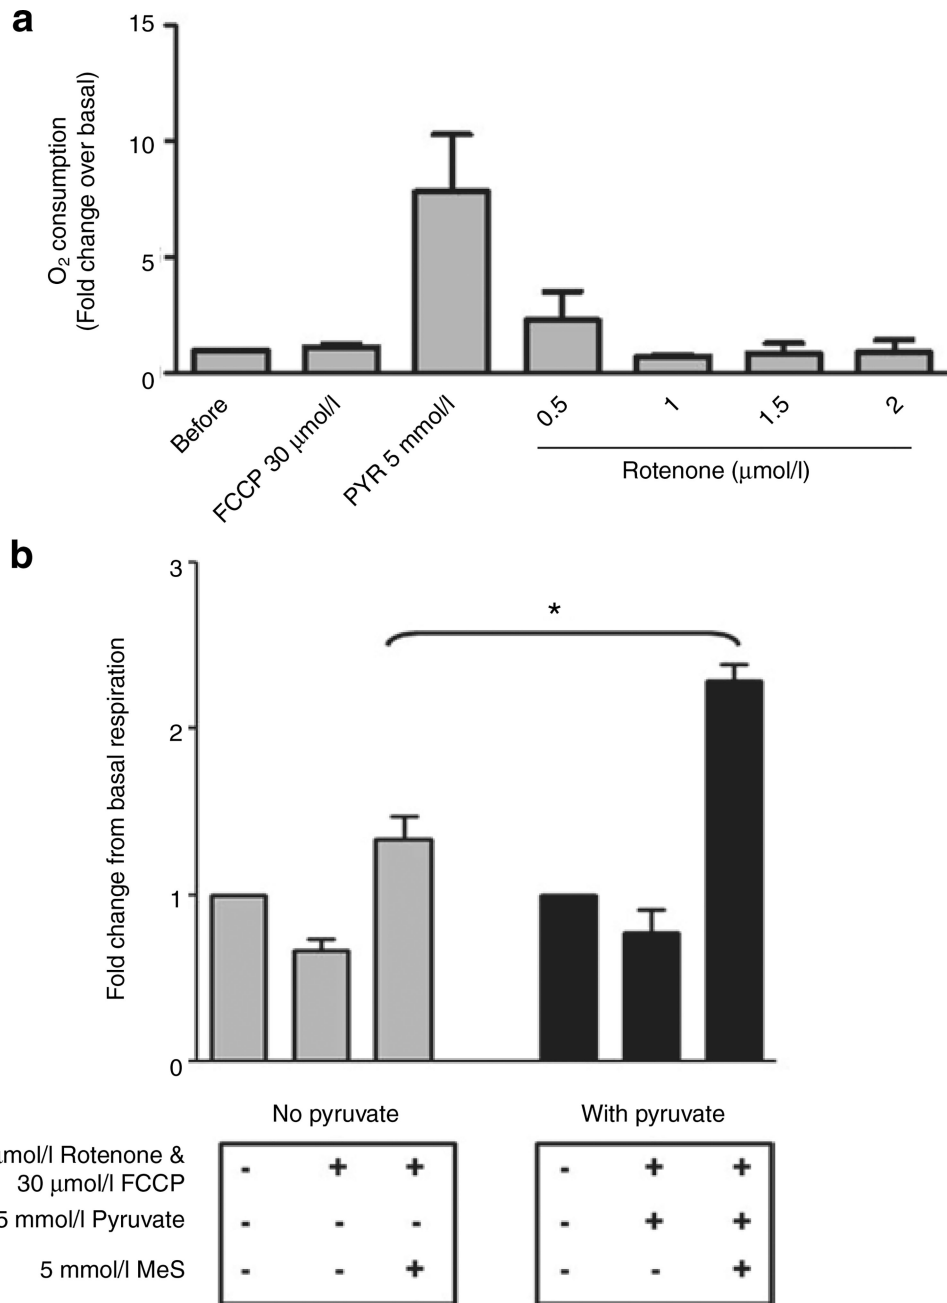 a
15
10
5
0
O₂ consumption
(Fold change over basal)
Before
FCCP 30 μmol/l
PYR 5 mmol/l
0.5
1
1.5
2
Rotenone (μmol/l)
b
3
2
1
0
Fold change from basal respiration
*
No pyruvate
With pyruvate
μmol/l Rotenone &
30 μmol/l FCCP
- + + - + +
5 mmol/l Pyruvate
- - - - + +
5 mmol/l MeS
- - + - - +